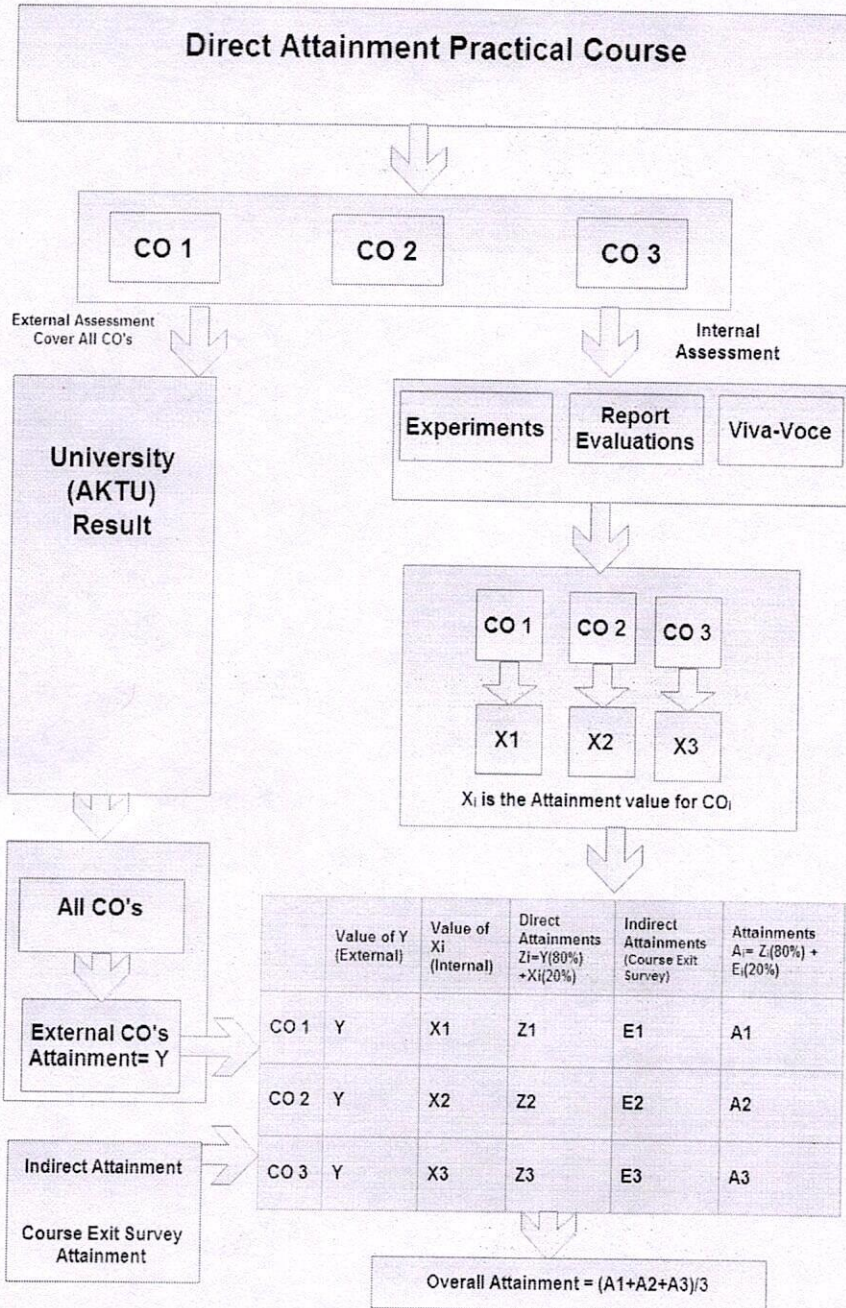 Direct Attainment Practical Course
CO 1
CO 2
CO 3
External Assessment
Cover All CO's
Internal
Assessment
University
(AKTU)
Result
Experiments
Report
Evaluations
Viva-Voce
CO 1
CO 2
CO 3
X1
X2
X3
Xi is the Attainment value for COi
All CO's
External CO's
Attainment= Y
Indirect Attainment
Course Exit Survey
Attainment
Value of Y
(External)
Value of
Xi
(Internal)
Direct
Attainments
Zi=Y(80%)
+Xi(20%)
Indirect
Attainments
(Course Exit
Survey)
Attainments
Ai= Zi(80%) +
Ei(20%)
CO 1 Y X1 Z1 E1 A1
CO 2 Y X2 Z2 E2 A2
CO 3 Y X3 Z3 E3 A3
Overall Attainment = (A1+A2+A3)/3